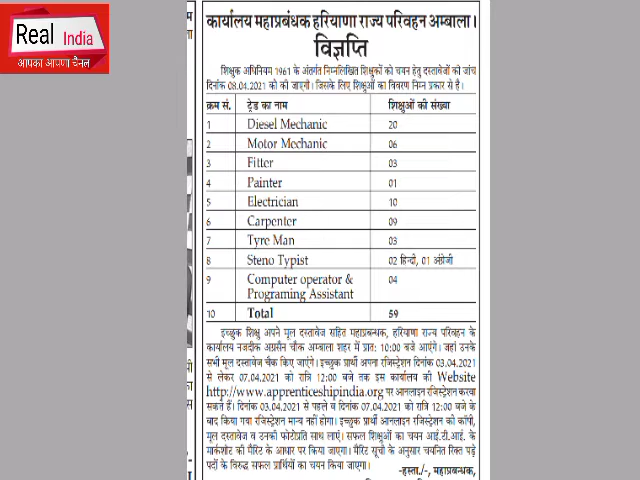 Real India
आपका आपणा चैनल
कार्यालय महाप्रबंधक हरियाणा राज्य परिवहन अम्बाला।
विज्ञप्ति
शिक्षुक अधिनियम 1961 के अंतर्गत निम्नलिखित शिक्षुकों को चयन हेतु दस्तावेजों की जांच
दिनांक 08.04.2021 को की जाएगी। जिसके लिए शिक्षुओं का विवरण निम्न प्रकार से है।
क्रम सं. ट्रेड का नाम शिक्षुओं की संख्या
1 Diesel Mechanic 20
2 Motor Mechanic 06
3 Fitter 03
4 Painter 01
5 Electrician 10
6 Carpenter 09
7 Tyre Man 03
8 Steno Typist 02 हिन्दी, 01 अंग्रेजी
9 Computer operator & 04
Programing Assistant
10 Total 59
इच्छुक शिक्षु अपने मूल दस्तावेज सहित महाप्रबन्धक, हरियाणा राज्य परिवहन के
कार्यालय नजदीक अग्रसैन चौक अम्बाला शहर में प्रात: 10:00 बजे आएंगे। जहां उनके
सभी मूल दस्तावेज चैक किए जाएंगे। इच्छुक प्रार्थी अपना रजिस्ट्रेशन दिनांक 03.04.2021
से लेकर 07.04.2021 को रात्रि 12:00 बजे तक इस कार्यालय की Website
http://www.apprenticeshipindia.org पर आनलाइन रजिस्ट्रेशन करवा
सकते हैं। दिनांक 03.04.2021 से पहले व दिनांक 07.04.2021 को रात्रि 12:00 बजे के
बाद किया गया रजिस्ट्रेशन मान्य नहीं होगा। इच्छुक प्रार्थी आनलाइन रजिस्ट्रेशन की कॉपी,
मूल दस्तावेज व उनकी फोटोप्रति साथ लाएं। सफल शिक्षुओं का चयन आई.टी.आई. के
मार्कशीट की मैरिट के आधार पर किया जाएगा। मैरिट सूची के अनुसार चयनित रिक्त पड़े
पदों के विरुद्ध सफल प्रार्थियों का चयन किया जाएगा।
-हस्ता./-, महाप्रबन्धक,